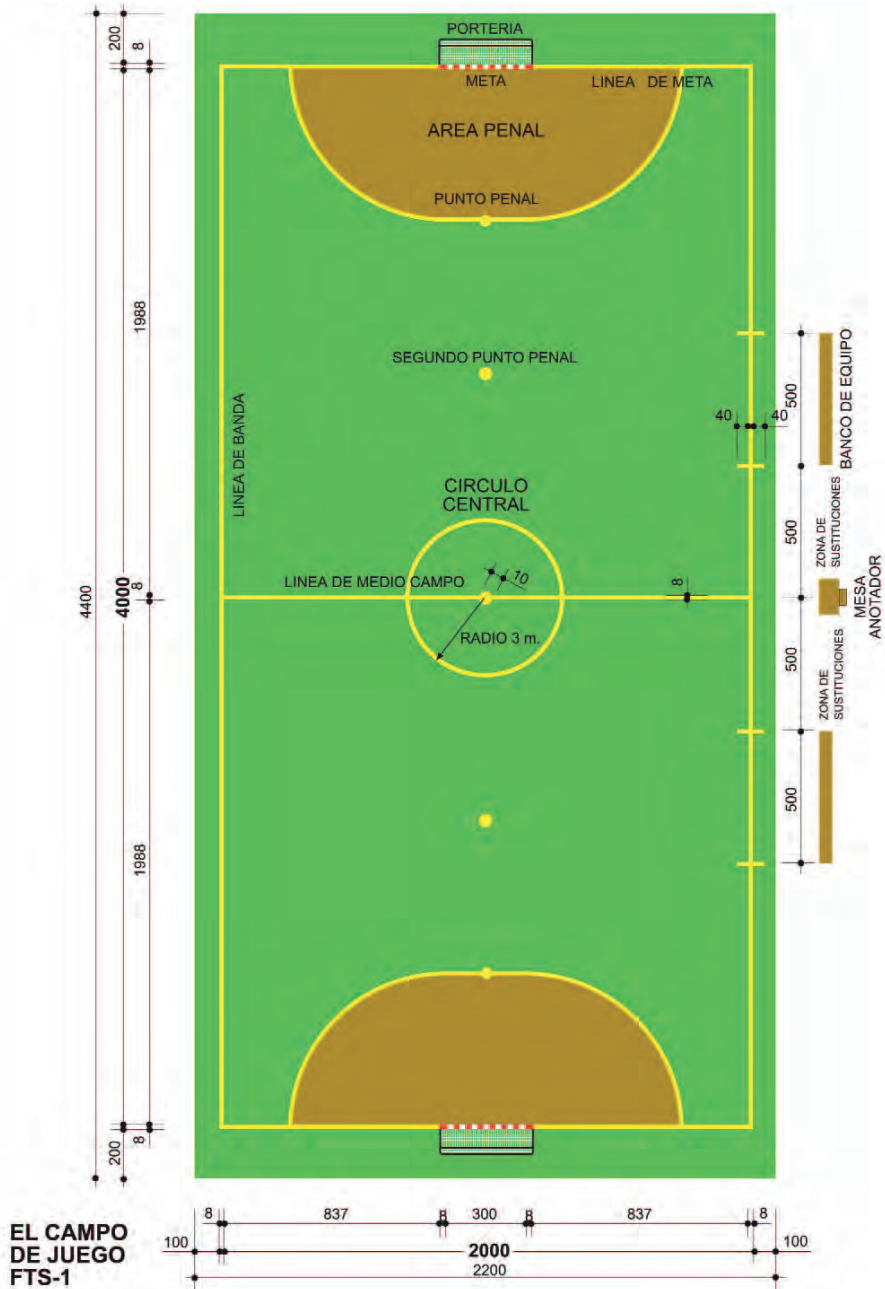 PORTERIA
META
LINEA DE META
AREA PENAL
PUNTO PENAL
SEGUNDO PUNTO PENAL
LINEA DE BANDA
CIRCULO
CENTRAL
10
LINEA DE MEDIO CAMPO
8
RADIO 3 m.
200
8
1988
4400
4000
8
1988
200
8
500
40
40
BANCO DE EQUIPO
500
ZONA DE
SUSTITUCIONES
MESA
ANOTADOR
500
ZONA DE
SUSTITUCIONES
500
8
837
8
300
8
837
8
100
2000
100
2200
EL CAMPO
DE JUEGO
FTS-1